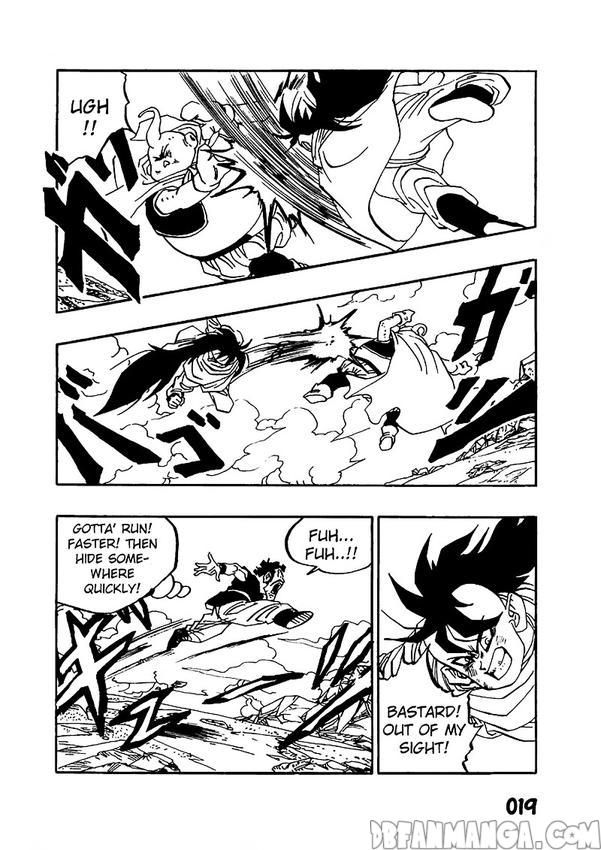 UGH
!!
ガッ
ガッ
バゴ
FUH...
FUH..!!
GOTTA' RUN!
FASTER! THEN
HIDE SOME-
WHERE
QUICKLY!
BASTARD!
OUT OF MY
SIGHT!
019
DBFANMANGA.COM